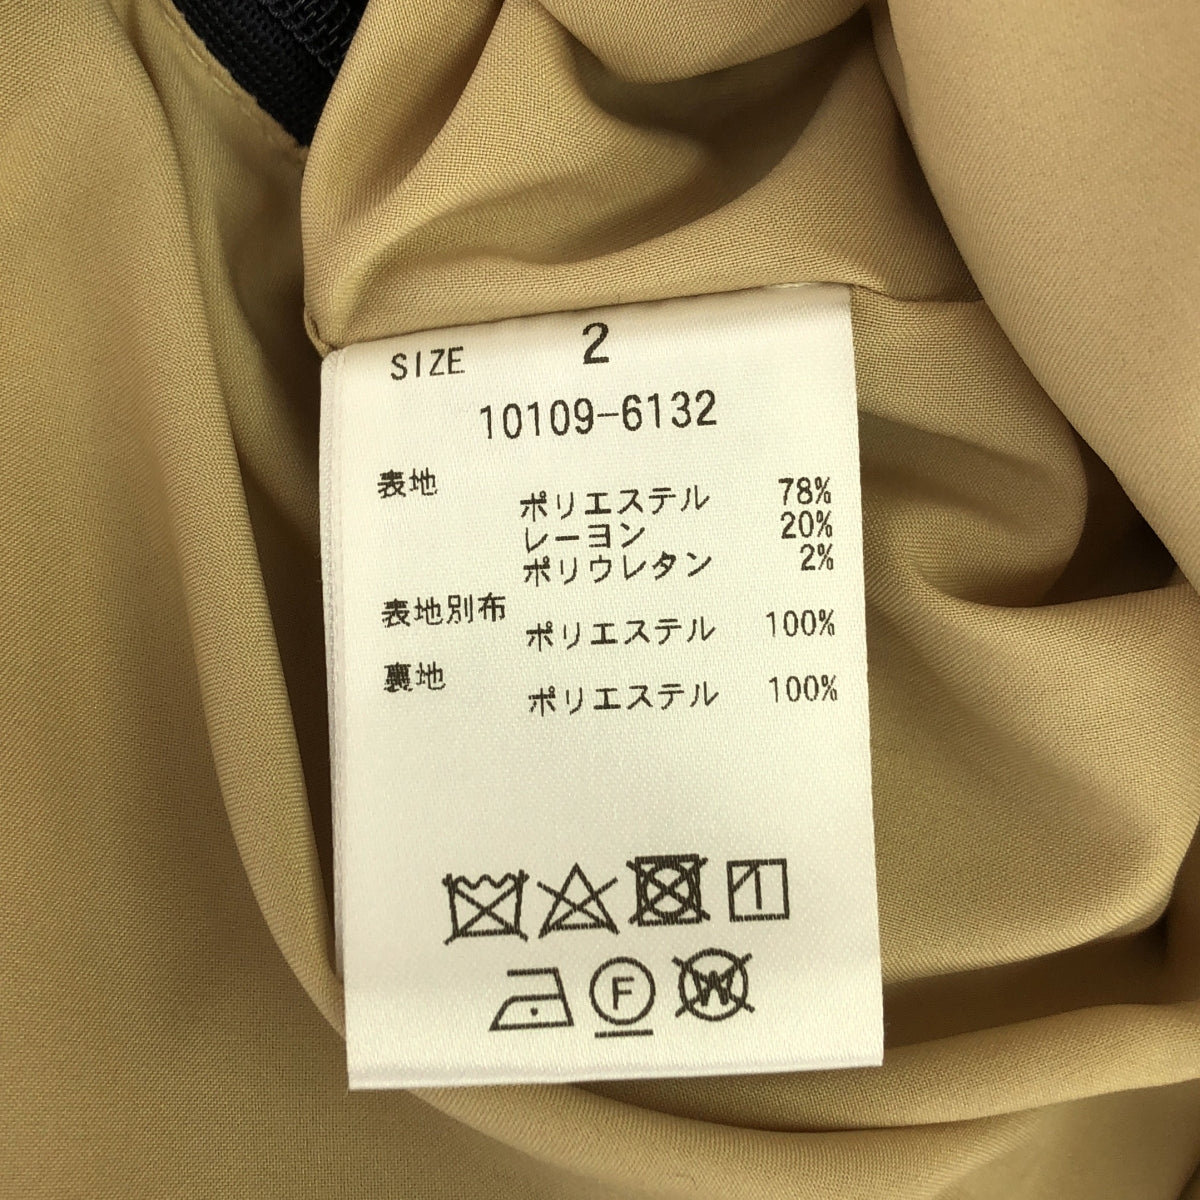 SIZE 2
10109-6132
表地
ポリエステル 78%
レーヨン 20%
ポリウレタン 2%
表地別布
ポリエステル 100%
裏地
ポリエステル 100%
F W